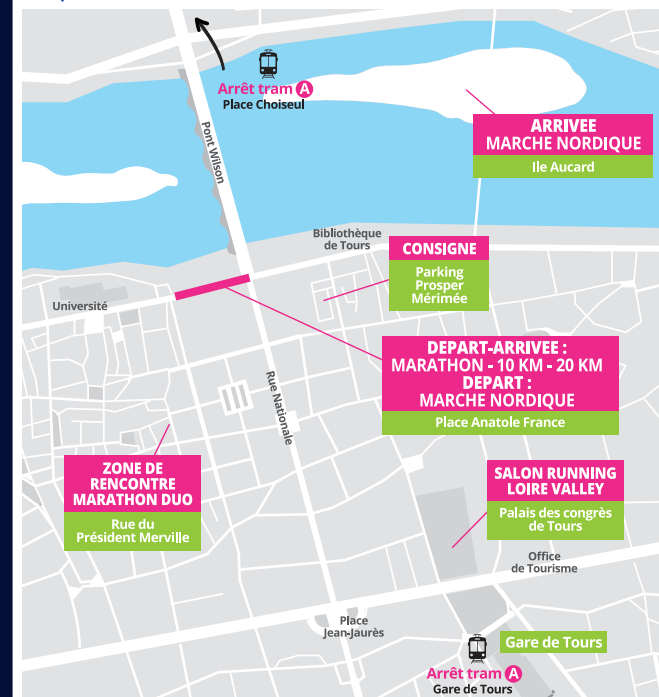 Arrêt tram A
Place Choiseul
Pont Wilson
ARRIVEE
MARCHE NORDIQUE
Ile Aucard
Bibliothèque
de Tours
CONSIGNE
Parking
Prosper
Mérimée
Université
DEPART-ARRIVEE :
MARATHON - 10 KM - 20 KM
DEPART :
MARCHE NORDIQUE
Place Anatole France
Rue Nationale
ZONE DE
RENCONTRE
MARATHON DUO
Rue du
Président Merville
SALON RUNNING
LOIRE VALLEY
Palais des congrès
de Tours
Office
de Tourisme
Place
Jean-Jaurès
Gare de Tours
Arrêt tram A
Gare de Tours